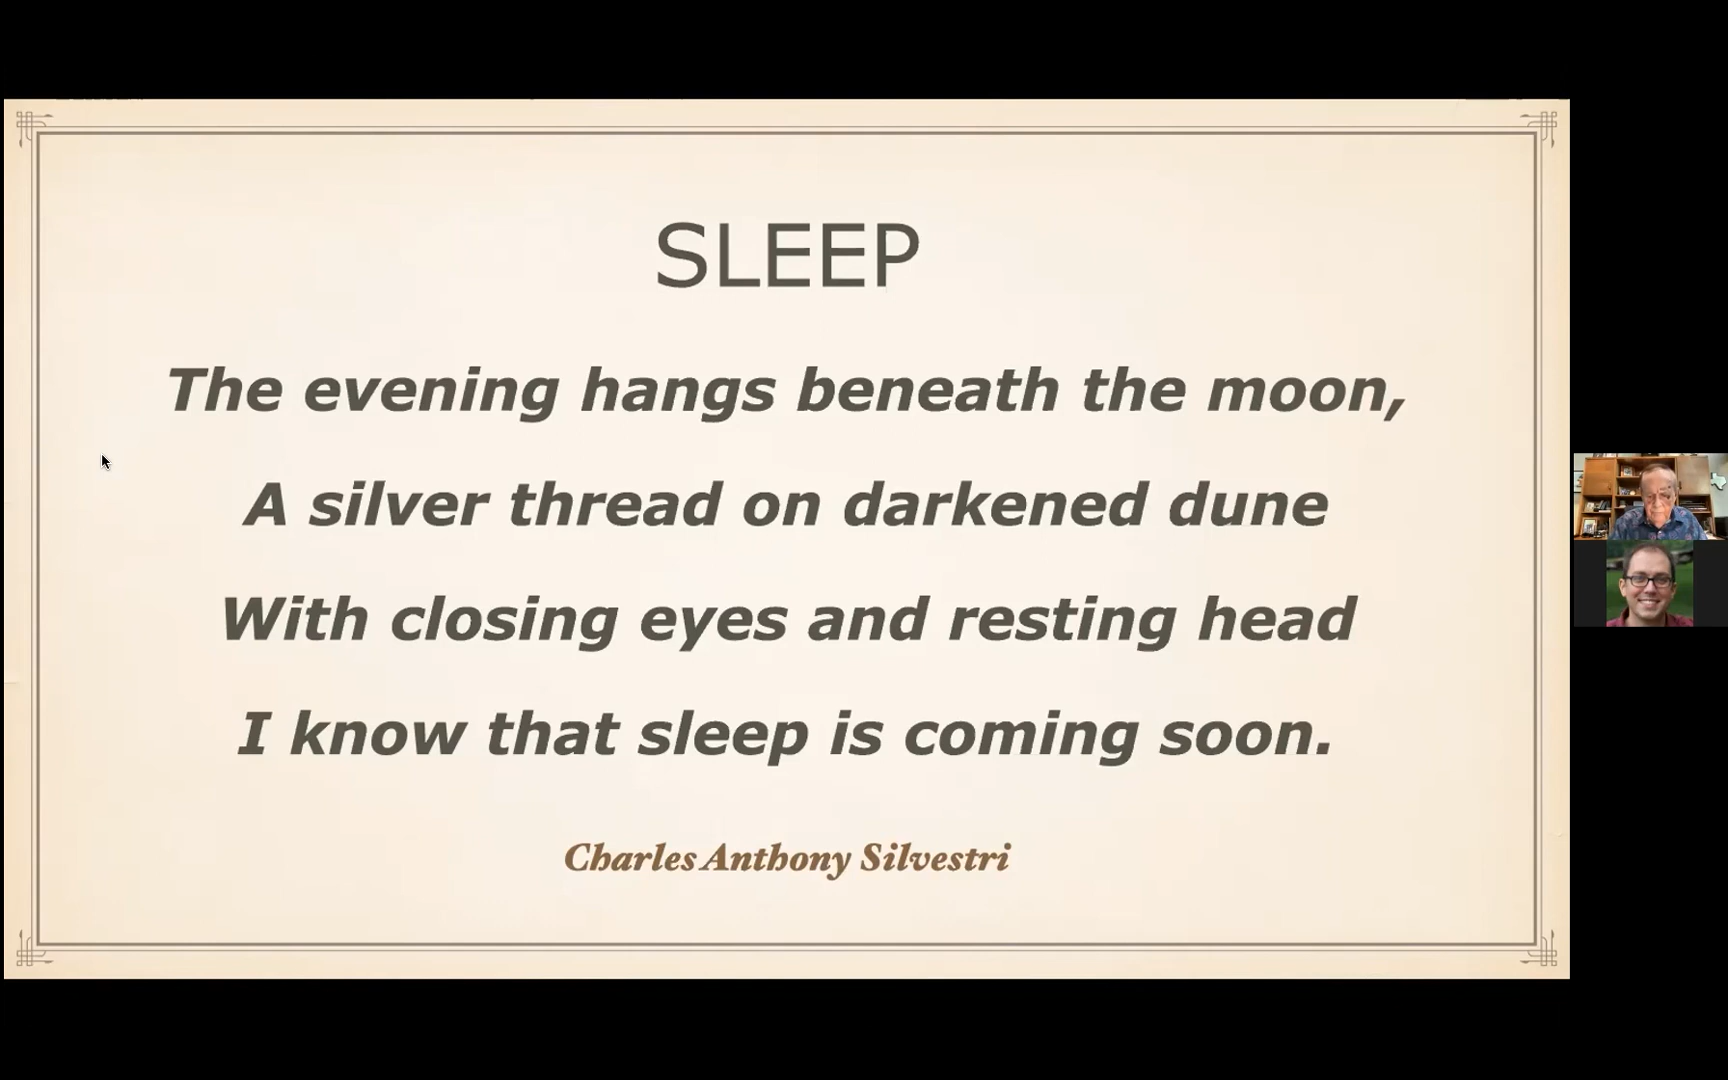 SLEEP
The evening hangs beneath the moon,
A silver thread on darkened dune
With closing eyes and resting head
I know that sleep is coming soon.
Charles Anthony Silvestri